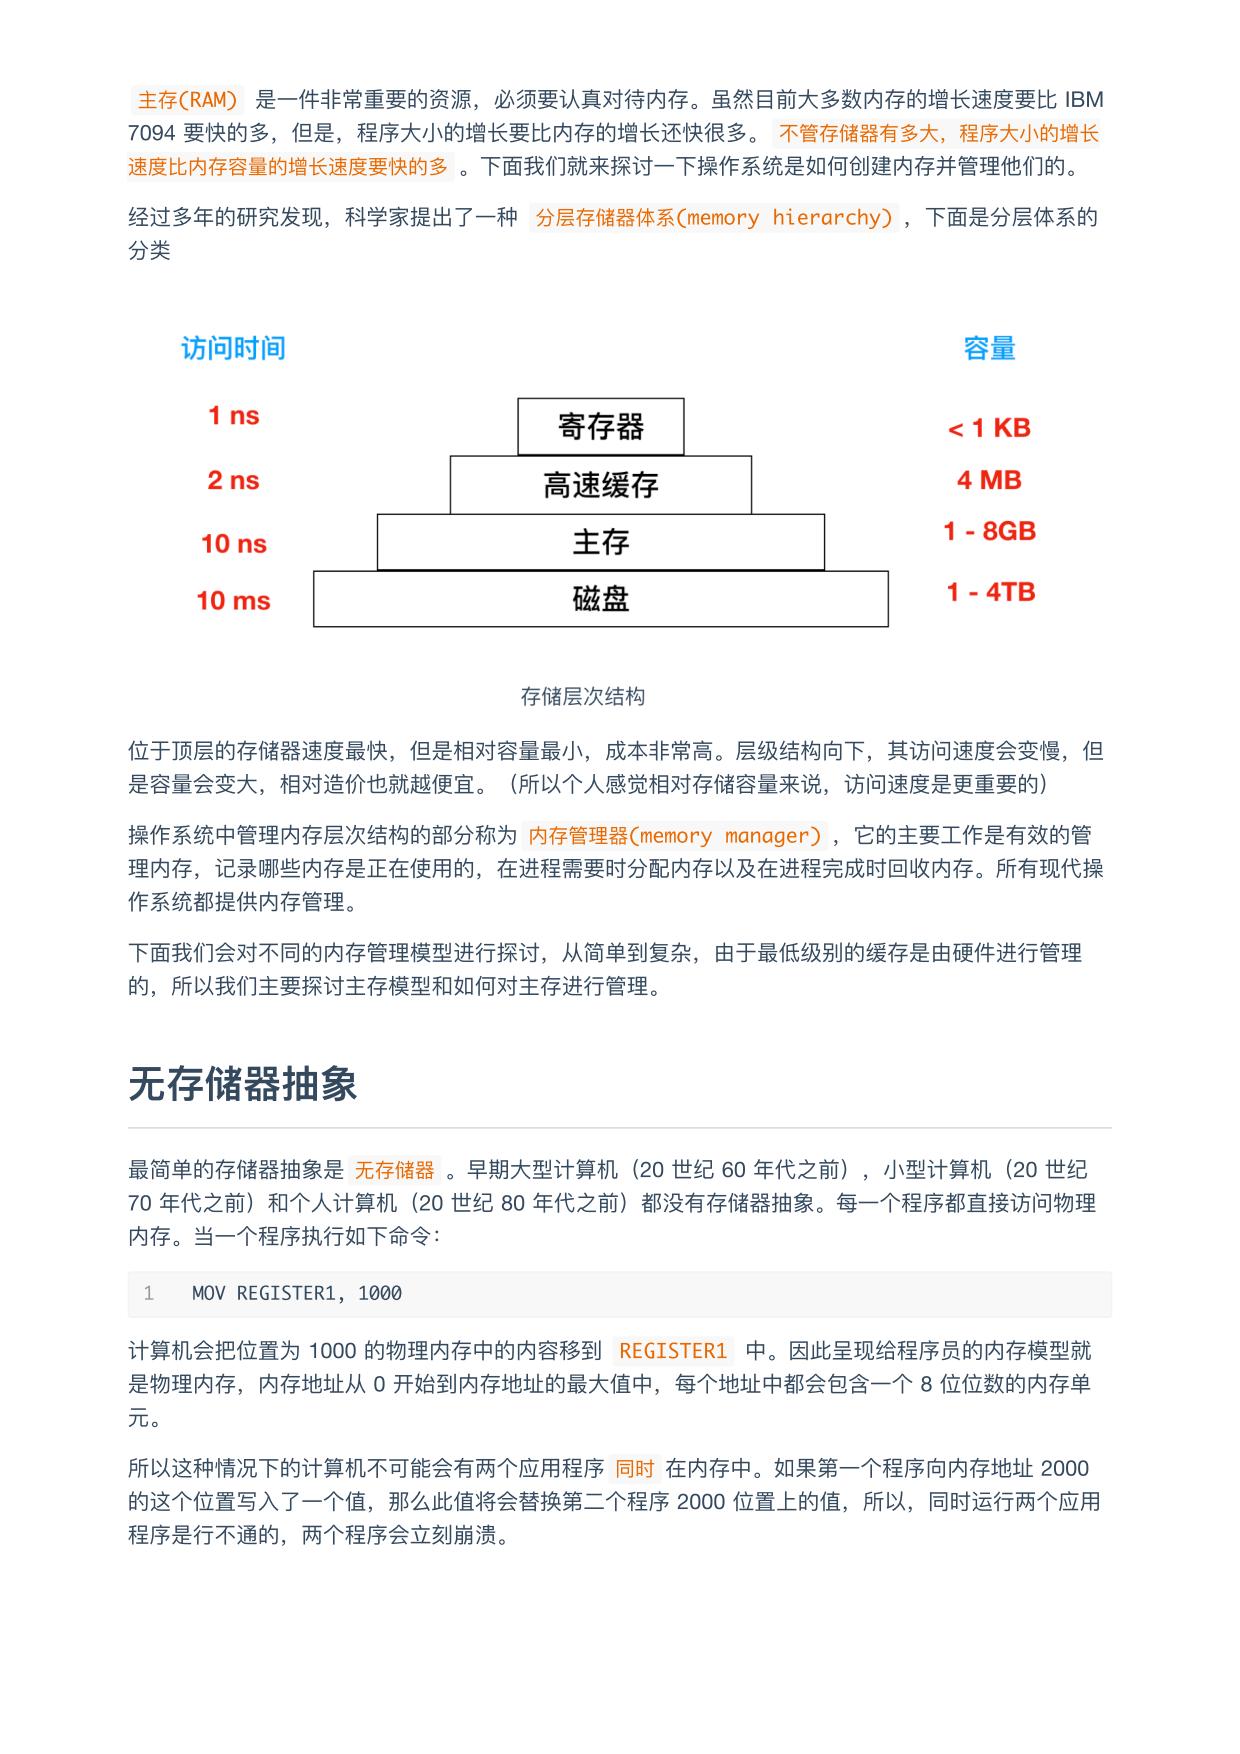 主存(RAM) 是一件非常重要的资源，必须要认真对待内存。虽然目前大多数内存的增长速度要比 IBM
7094 要快的多，但是，程序大小的增长要比内存的增长还快很多。 不管存储器有多大，程序大小的增长
速度比内存容量的增长速度要快的多 。下面我们就来探讨一下操作系统是如何创建内存并管理他们的。
经过多年的研究发现，科学家提出了一种 分层存储器体系(memory hierarchy) ，下面是分层体系的
分类
访问时间 容量
1 ns 寄存器 < 1 KB
2 ns 高速缓存 4 MB
10 ns 主存 1 - 8GB
10 ms 磁盘 1 - 4TB
存储层次结构
位于顶层的存储器速度最快，但是相对容量最小，成本非常高。层级结构向下，其访问速度会变慢，但
是容量会变大，相对造价也就越便宜。（所以个人感觉相对存储容量来说，访问速度是更重要的）
操作系统中管理内存层次结构的部分称为 内存管理器(memory manager) ，它的主要工作是有效的管
理内存，记录哪些内存是正在使用的，在进程需要时分配内存以及在进程完成时回收内存。所有现代操
作系统都提供内存管理。
下面我们会对不同的内存管理模型进行探讨，从简单到复杂，由于最低级别的缓存是由硬件进行管理
的，所以我们主要探讨主存模型和如何对主存进行管理。
无存储器抽象
最简单的存储器抽象是 无存储器 。早期大型计算机（20 世纪 60 年代之前），小型计算机（20 世纪
70 年代之前）和个人计算机（20 世纪 80 年代之前）都没有存储器抽象。每一个程序都直接访问物理
内存。当一个程序执行如下命令：
1 MOV REGISTER1, 1000
计算机会把位置为 1000 的物理内存中的内容移到 REGISTER1 中。因此呈现给程序员的内存模型就
是物理内存，内存地址从 0 开始到内存地址的最大值中，每个地址中都会包含一个 8 位位数的内存单
元。
所以这种情况下的计算机不可能会有两个应用程序 同时 在内存中。如果第一个程序向内存地址 2000
的这个位置写入了一个值，那么此值将会替换第二个程序 2000 位置上的值，所以，同时运行两个应用
程序是行不通的，两个程序会立刻崩溃。